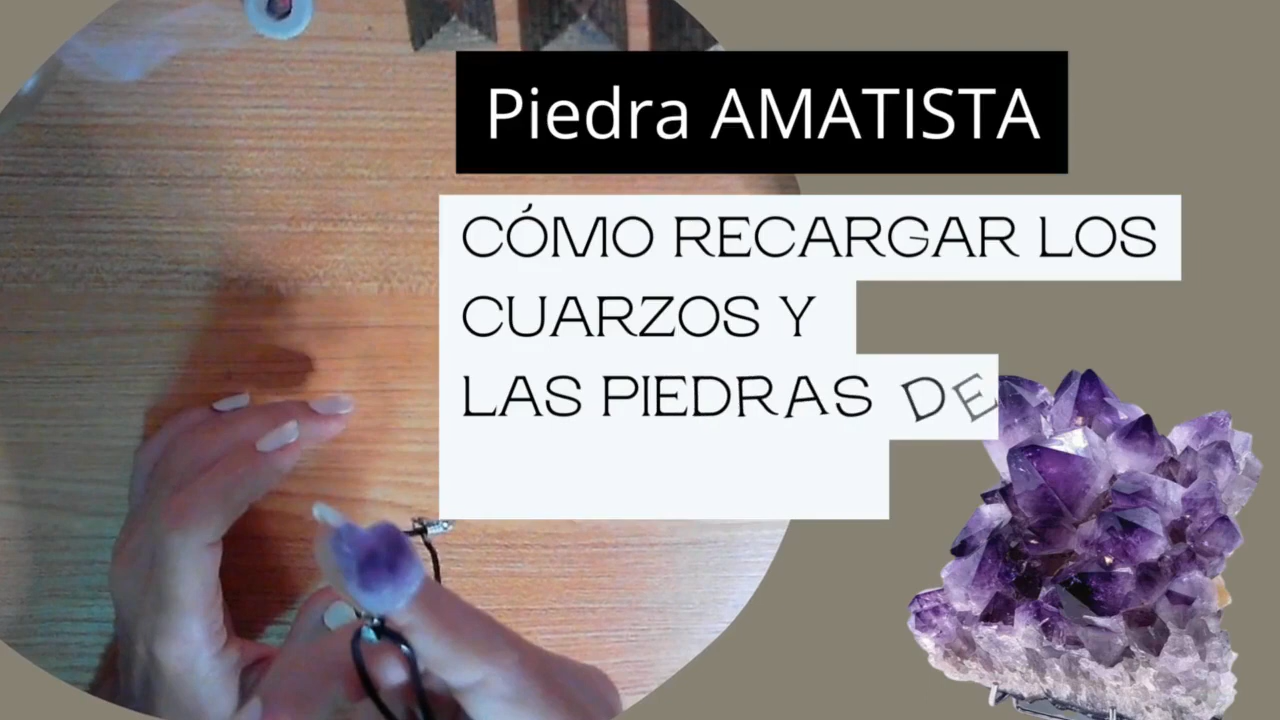 Piedra AMATISTA
CÓMO RECARGAR LOS
CUARZOS Y
LAS PIEDRAS DE